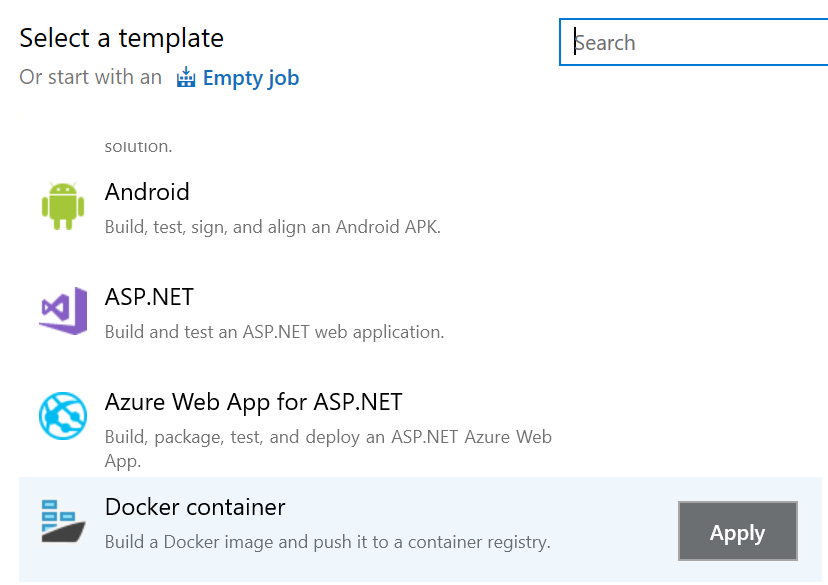 Select a template
Search
Or start with an Empty job
solution.
Android
Build, test, sign, and align an Android APK.
ASP.NET
Build and test an ASP.NET web application.
Azure Web App for ASP.NET
Build, package, test, and deploy an ASP.NET Azure Web
App.
Docker container
Build a Docker image and push it to a container registry.
Apply